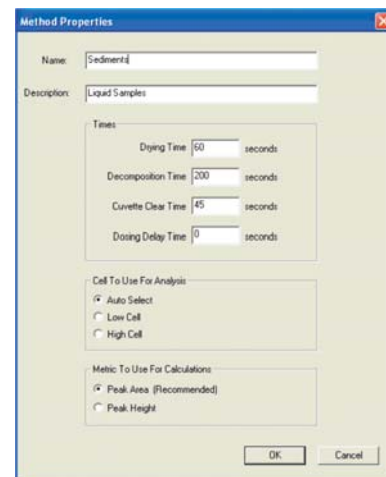 Method Properties
Name: Sediments
Description: Liquid Samples
Times
Drying Time 60 seconds
Decomposition Time 200 seconds
Cuvette Clear Time 45 seconds
Dosing Delay Time 0 seconds
Cell To Use For Analysis
Auto Select
Low Cell
High Cell
Metric To Use For Calculations
Peak Area (Recommended)
Peak Height
OK Cancel